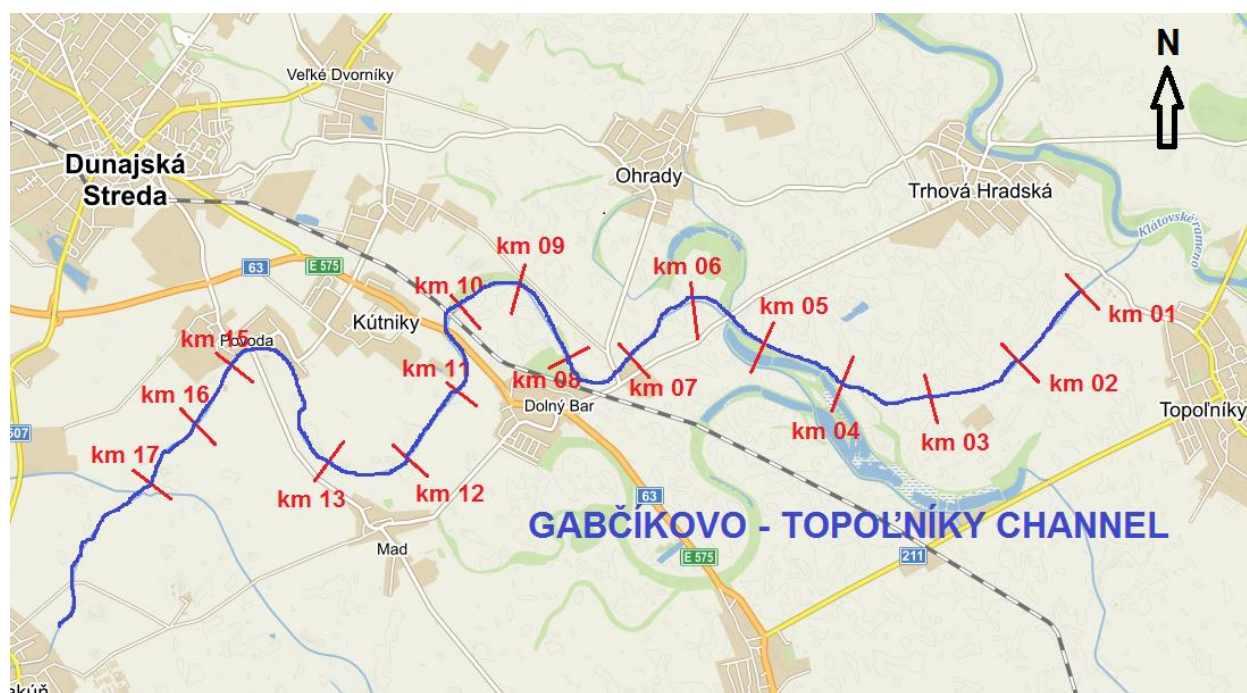 N
Veľké Dvorníky
Dunajská
Streda
Ohrady
Trhová Hradská
Klátovské rameno
63
E 575
km 09
km 10
km 06
km 05
km 01
Kútniky
km 15
Povoda
km 11
km 08
km 07
km 02
km 16
Dolný Bar
km 04
km 03
Topoľníky
507
km 17
km 13
km 12
63
GABČÍKOVO - TOPOĽNÍKY CHANNEL
Mad
E 575
211